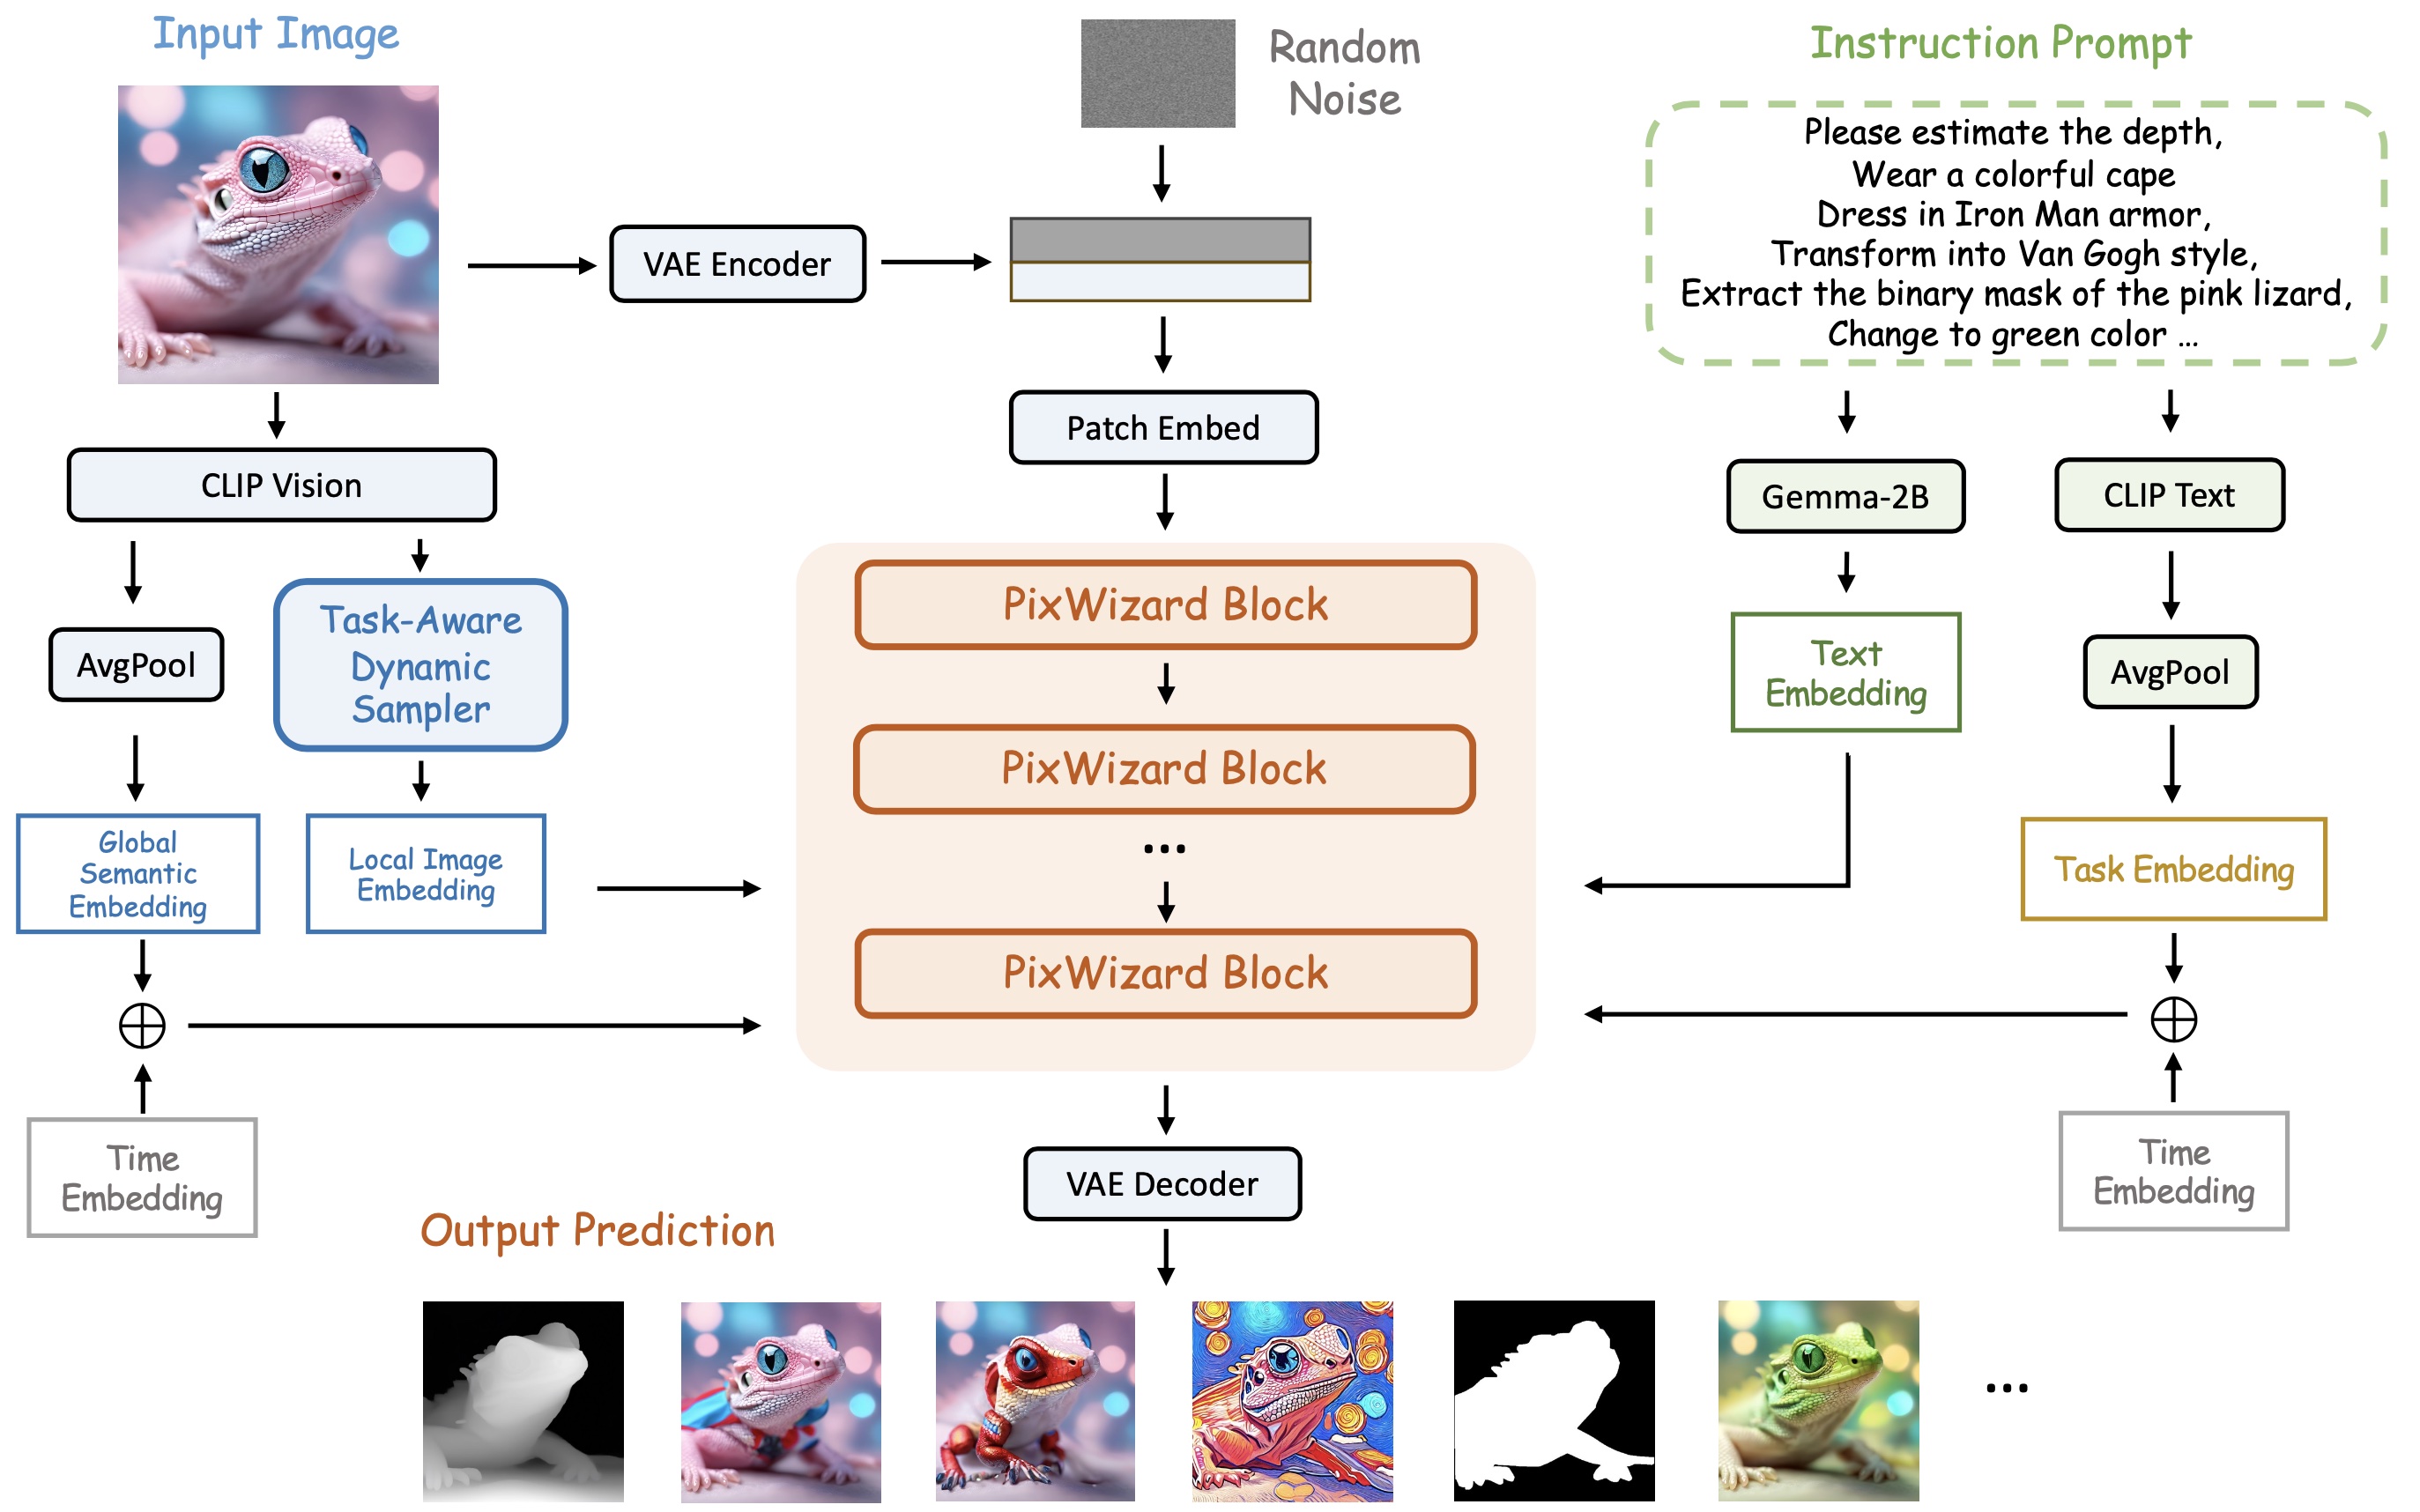 Input Image
Random
Noise
Instruction Prompt
Please estimate the depth,
Wear a colorful cape
Dress in Iron Man armor,
Transform into Van Gogh style,
Extract the binary mask of the pink lizard,
Change to green color ...
VAE Encoder
Patch Embed
CLIP Vision
Gemma-2B
CLIP Text
AvgPool
Task-Aware
Dynamic
Sampler
PixWizard Block
Text
Embedding
AvgPool
PixWizard Block
...
Global
Semantic
Embedding
Local Image
Embedding
Task Embedding
PixWizard Block
Time
Embedding
VAE Decoder
Time
Embedding
Output Prediction
...